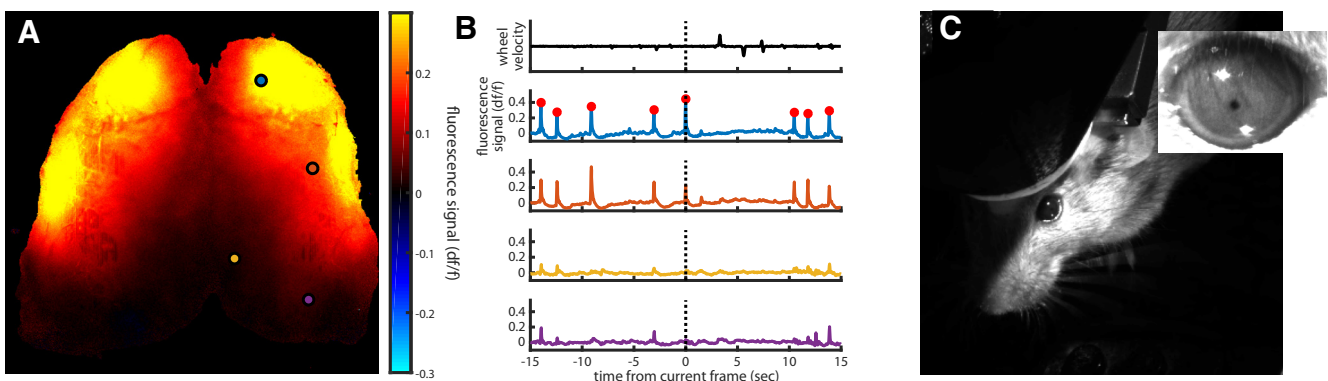 A
0.2
0.1
0
-0.1
-0.2
-0.3
fluorescence signal (df/f)
B
wheel
velocity
fluorescence
signal (df/f)
0.4
0.2
0
0.4
0.2
0
0.4
0
0.4
0.2
0
-15
-10
-5
0
5
10
15
time from current frame (sec)
C